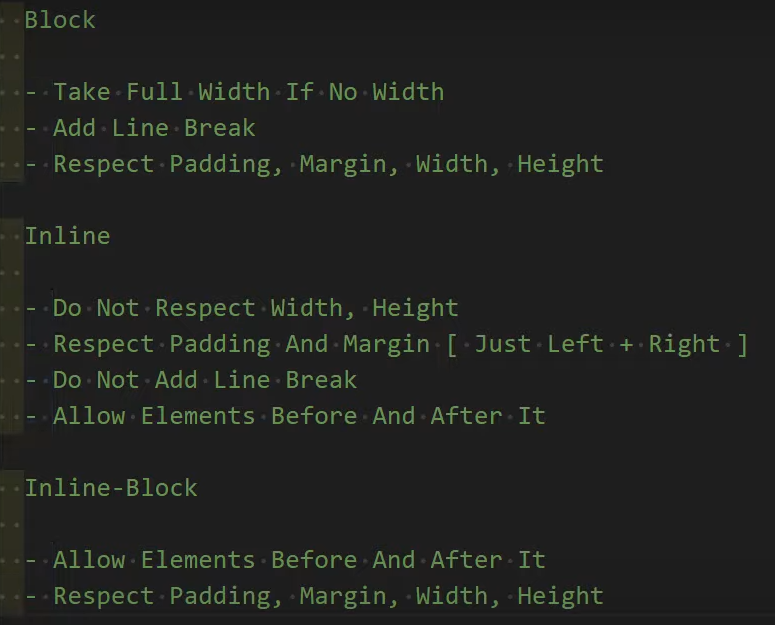 Block
- Take Full Width If No Width
- Add Line Break
- Respect Padding, Margin, Width, Height
Inline
- Do Not Respect Width, Height
- Respect Padding And Margin [ Just Left + Right ]
- Do Not Add Line Break
- Allow Elements Before And After It
Inline-Block
- Allow Elements Before And After It
- Respect Padding, Margin, Width, Height